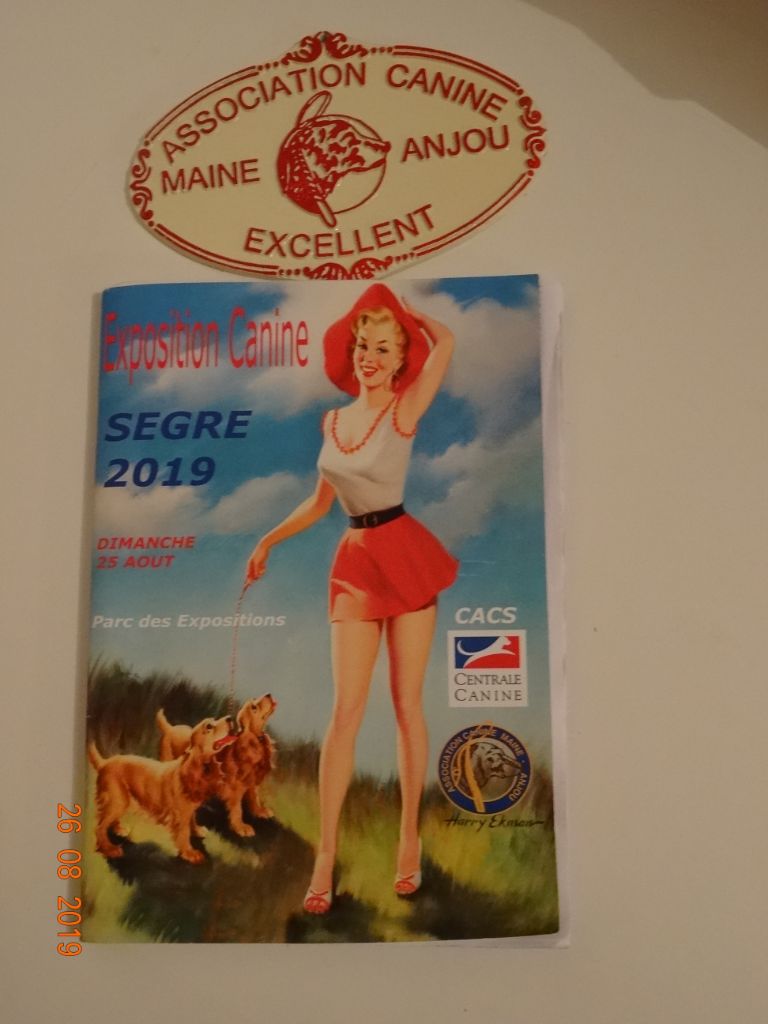 ASSOCIATION CANINE
MAINE ANJOU
EXCELLENT
Exposition Canine
SEGRE
2019
DIMANCHE
25 AOUT
Parc des Expositions
CACS
CENTRALE
CANINE
ASSOCIATION CANINE MAINE - ANJOU
Harry Ekman
26 08 2019